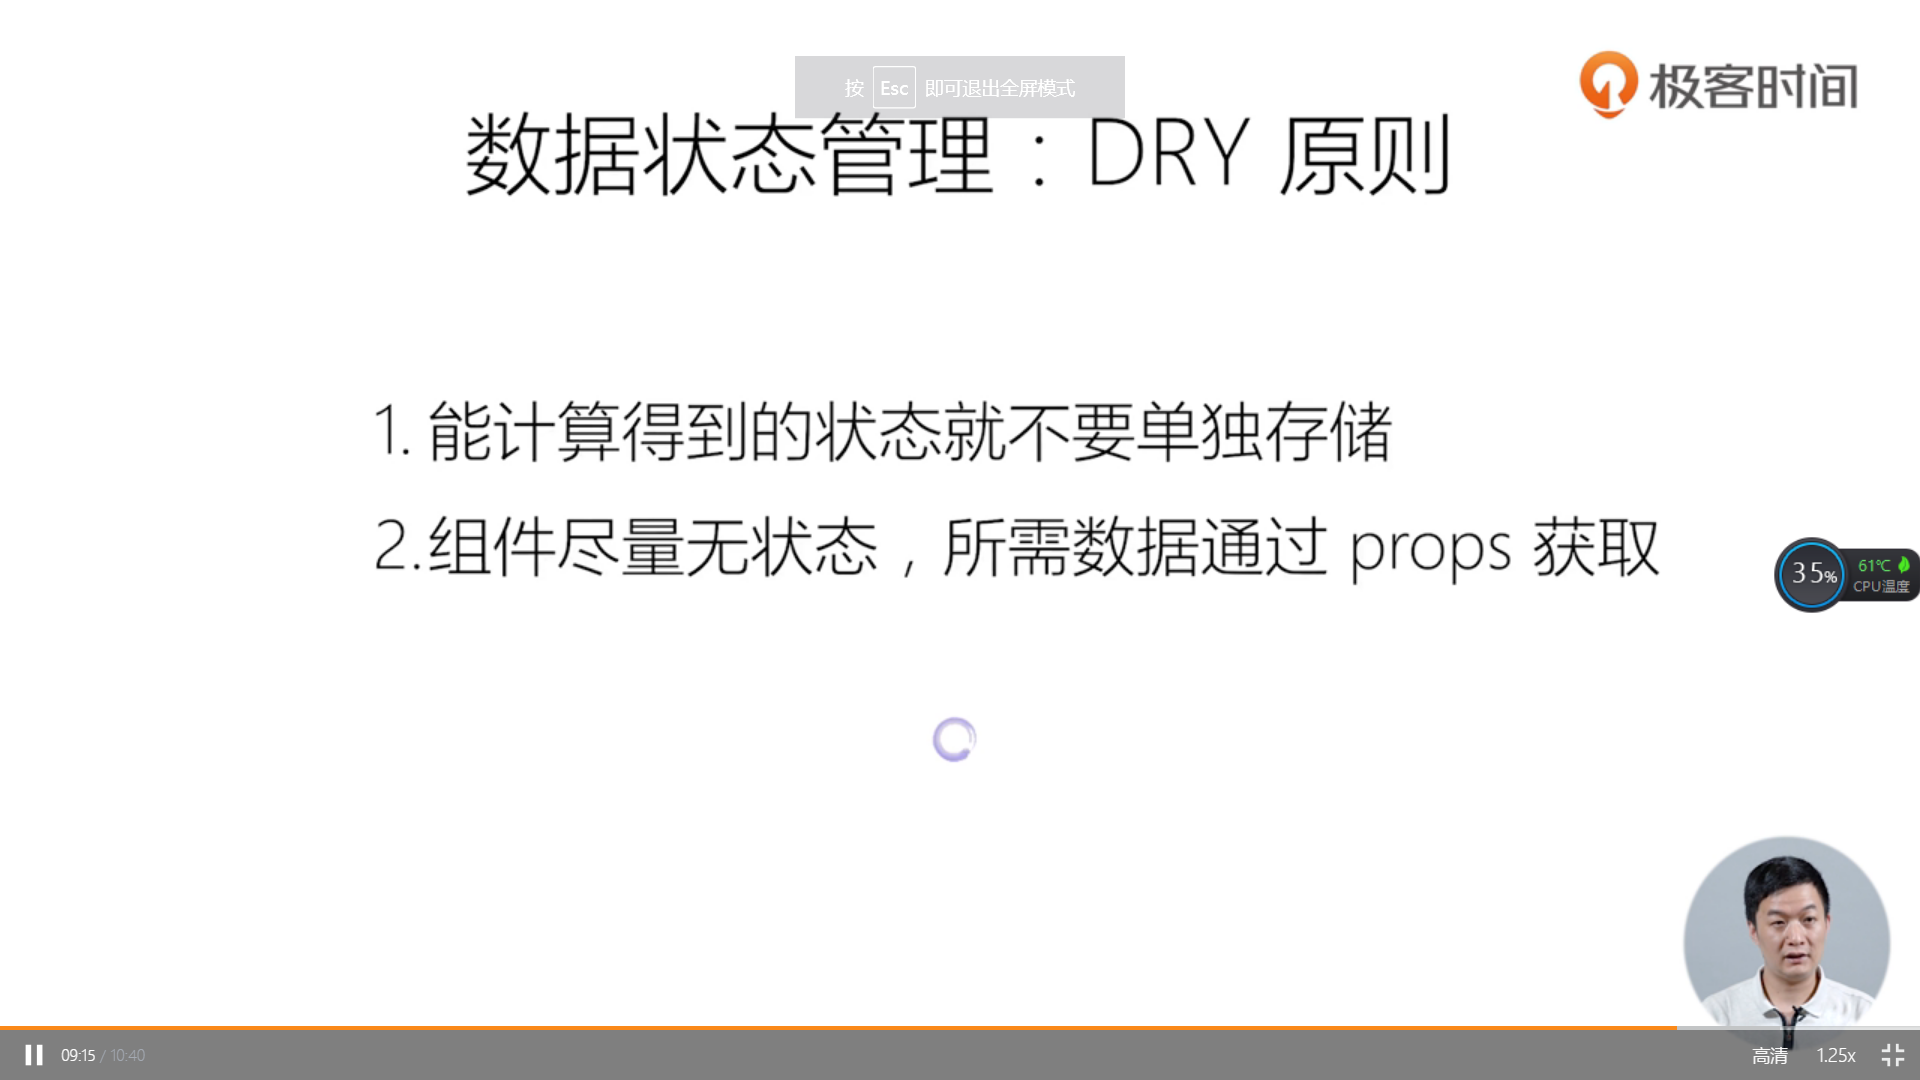 按 Esc 即可退出全屏模式
极客时间
数据状态管理：DRY 原则
1. 能计算得到的状态就不要单独存储
2.组件尽量无状态，所需数据通过 props 获取
35%
61℃
CPU温度
09:15 / 10:40
高清
1.25x